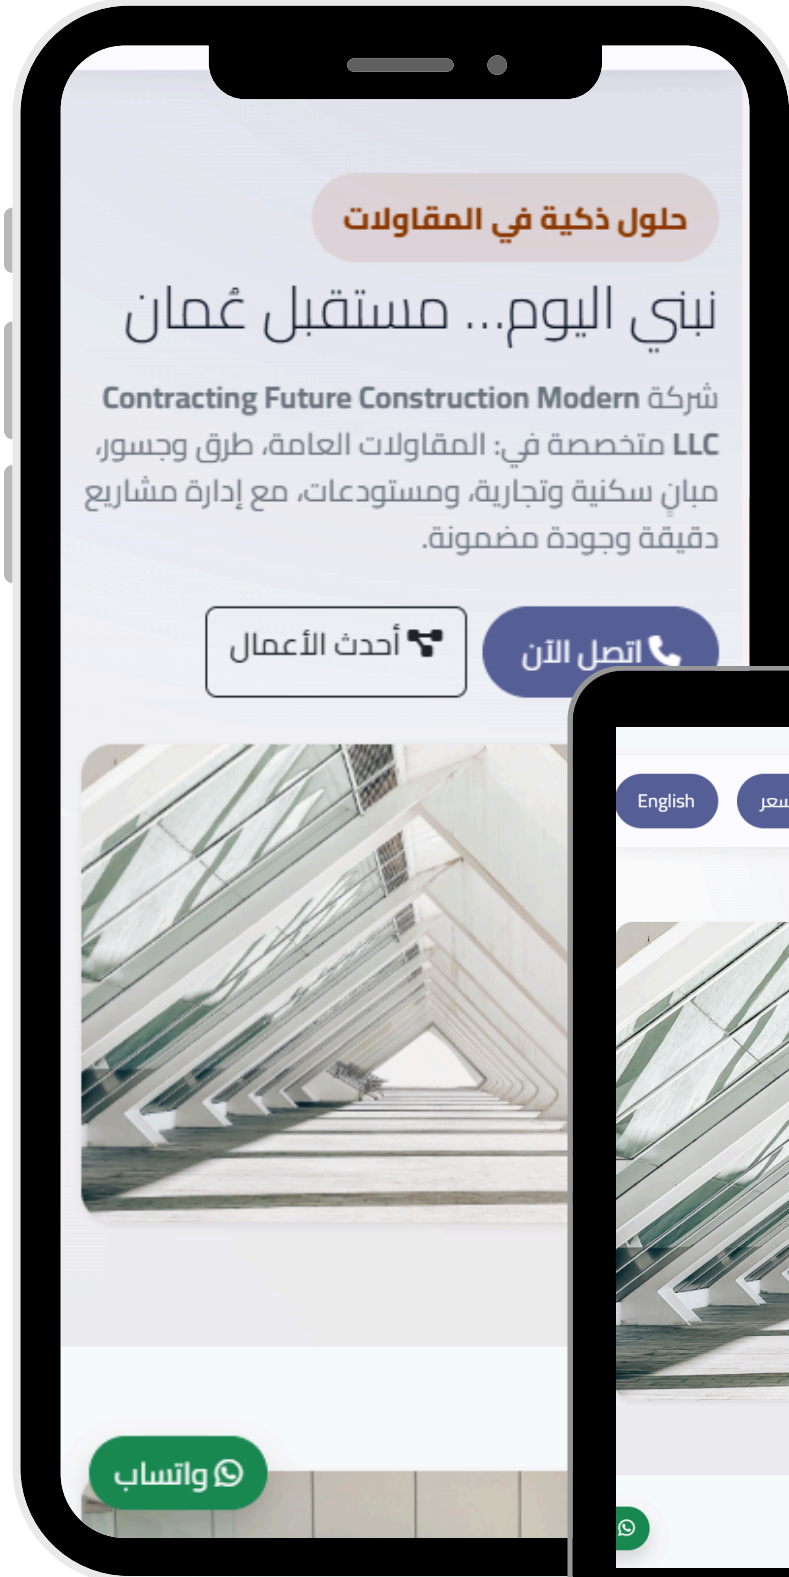 حلول ذكية في المقاولات
نبني اليوم... مستقبل عُمان
شركة Contracting Future Construction Modern
LLC متخصصة في: المقاولات العامة، طرق وجسور،
مبانٍ سكنية وتجارية، ومستودعات، مع إدارة مشاريع
دقيقة وجودة مضمونة.
اتصل الآن
أحدث الأعمال
واتساب
English